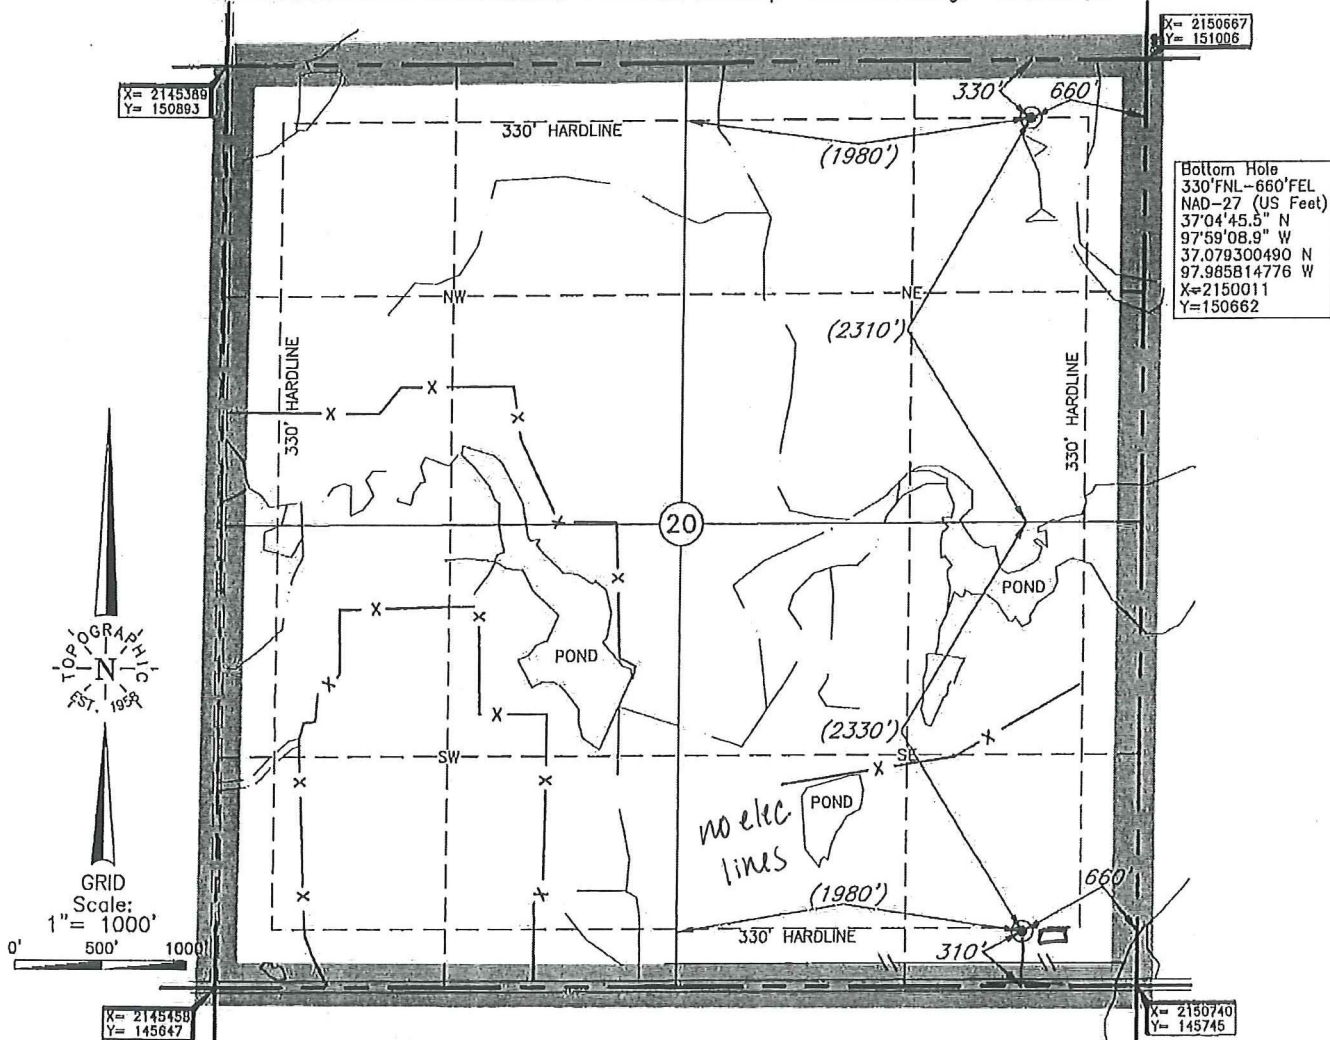 X= 2150667
Y= 151006
X= 2145389
Y= 150893
330'
660'
330' HARDLINE
(1980')
Bottom Hole
330'FNL-660'FEL
NAD-27 (US Feet)
37°04'45.5" N
97°59'08.9" W
37.079300490 N
97.985814776 W
X=2150011
Y=150662
NW
NE
(2310')
330' HARDLINE
330' HARDLINE
X
X
X
X
20
X
POND
X
X
TOPOGRAPHIC
N
EST. 1958
POND
X
X
(2330')
X
SW
SE
X
X
X
POND
no elec.
lines
GRID
Scale:
1"= 1000'
0' 500' 1000'
X
X
(1980')
660'
330' HARDLINE
310'
X= 2145458
Y= 145647
X= 2150740
Y= 145745